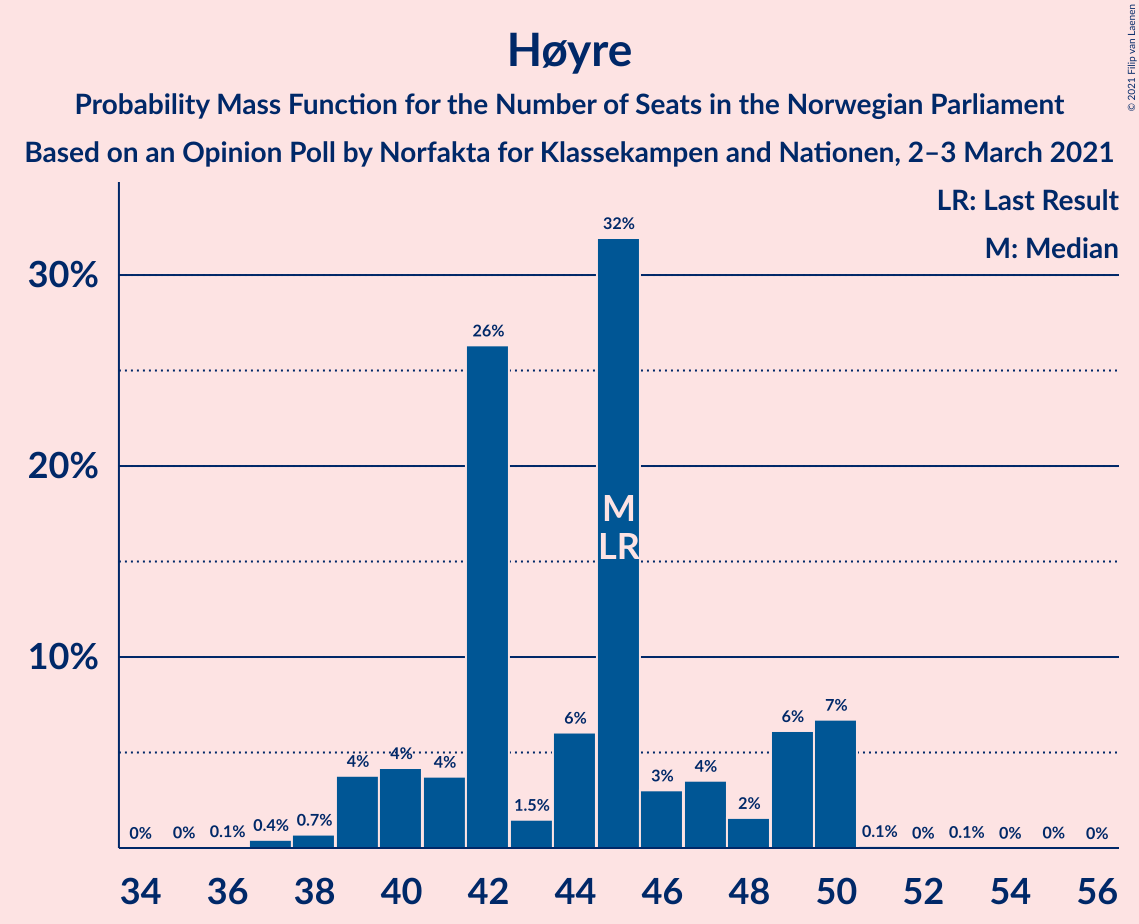 Høyre
Probability Mass Function for the Number of Seats in the Norwegian Parliament
Based on an Opinion Poll by Norfakta for Klassekampen and Nationen, 2–3 March 2021
© 2021 Filip van Laenen
LR: Last Result
M: Median
30%
20%
10%
0% 0% 0.1% 0.4% 0.7% 4% 4% 4% 26% 1.5% 6% 32% 3% 4% 2% 6% 7% 0.1% 0% 0.1% 0% 0% 0%
M
LR
34 36 38 40 42 44 46 48 50 52 54 56